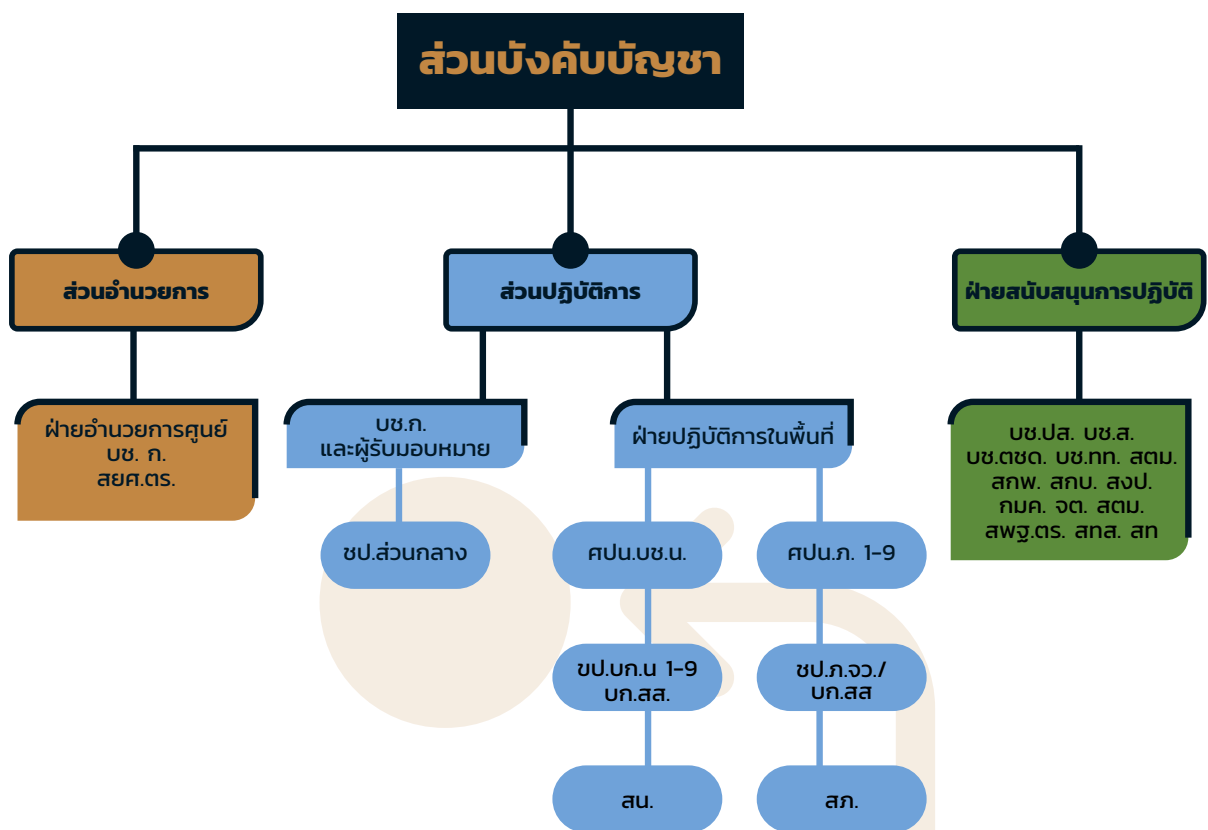 ส่วนบังคับบัญชา
ส่วนอำนวยการ
ส่วนปฏิบัติการ
ฝ่ายสนับสนุนการปฏิบัติ
ฝ่ายอำนวยการศูนย์
บช. ก.
สยศ.ตร.
บช.ก.
และผู้รับมอบหมาย
ฝ่ายปฏิบัติการในพื้นที่
บช.ปส. บช.ส.
บช.ตชด. บช.ทท. สตม.
สกพ. สกบ. สงป.
กมค. จต. สตม.
สพฐ.ตร. สทส. สท
ชป.ส่วนกลาง
ศปน.บช.น.
ศปน.ภ. 1-9
ขป.บก.น 1-9
บก.สส.
ชป.ภ.จว./
บก.สส
สน.
สภ.